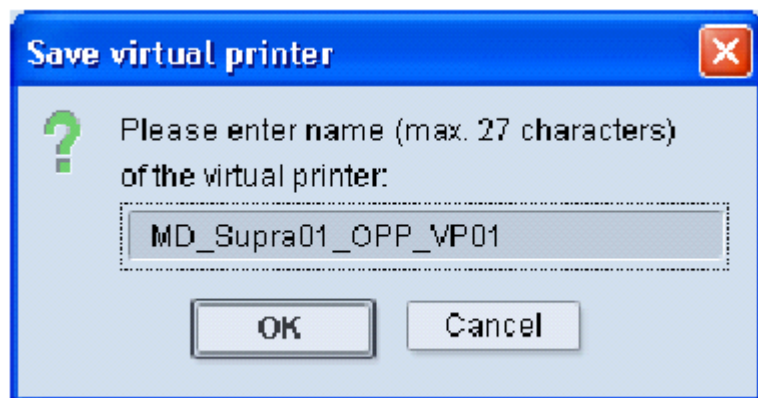 Save virtual printer
Please enter name (max. 27 characters)
of the virtual printer:
MD_Supra01_OPP_VP01
OK Cancel